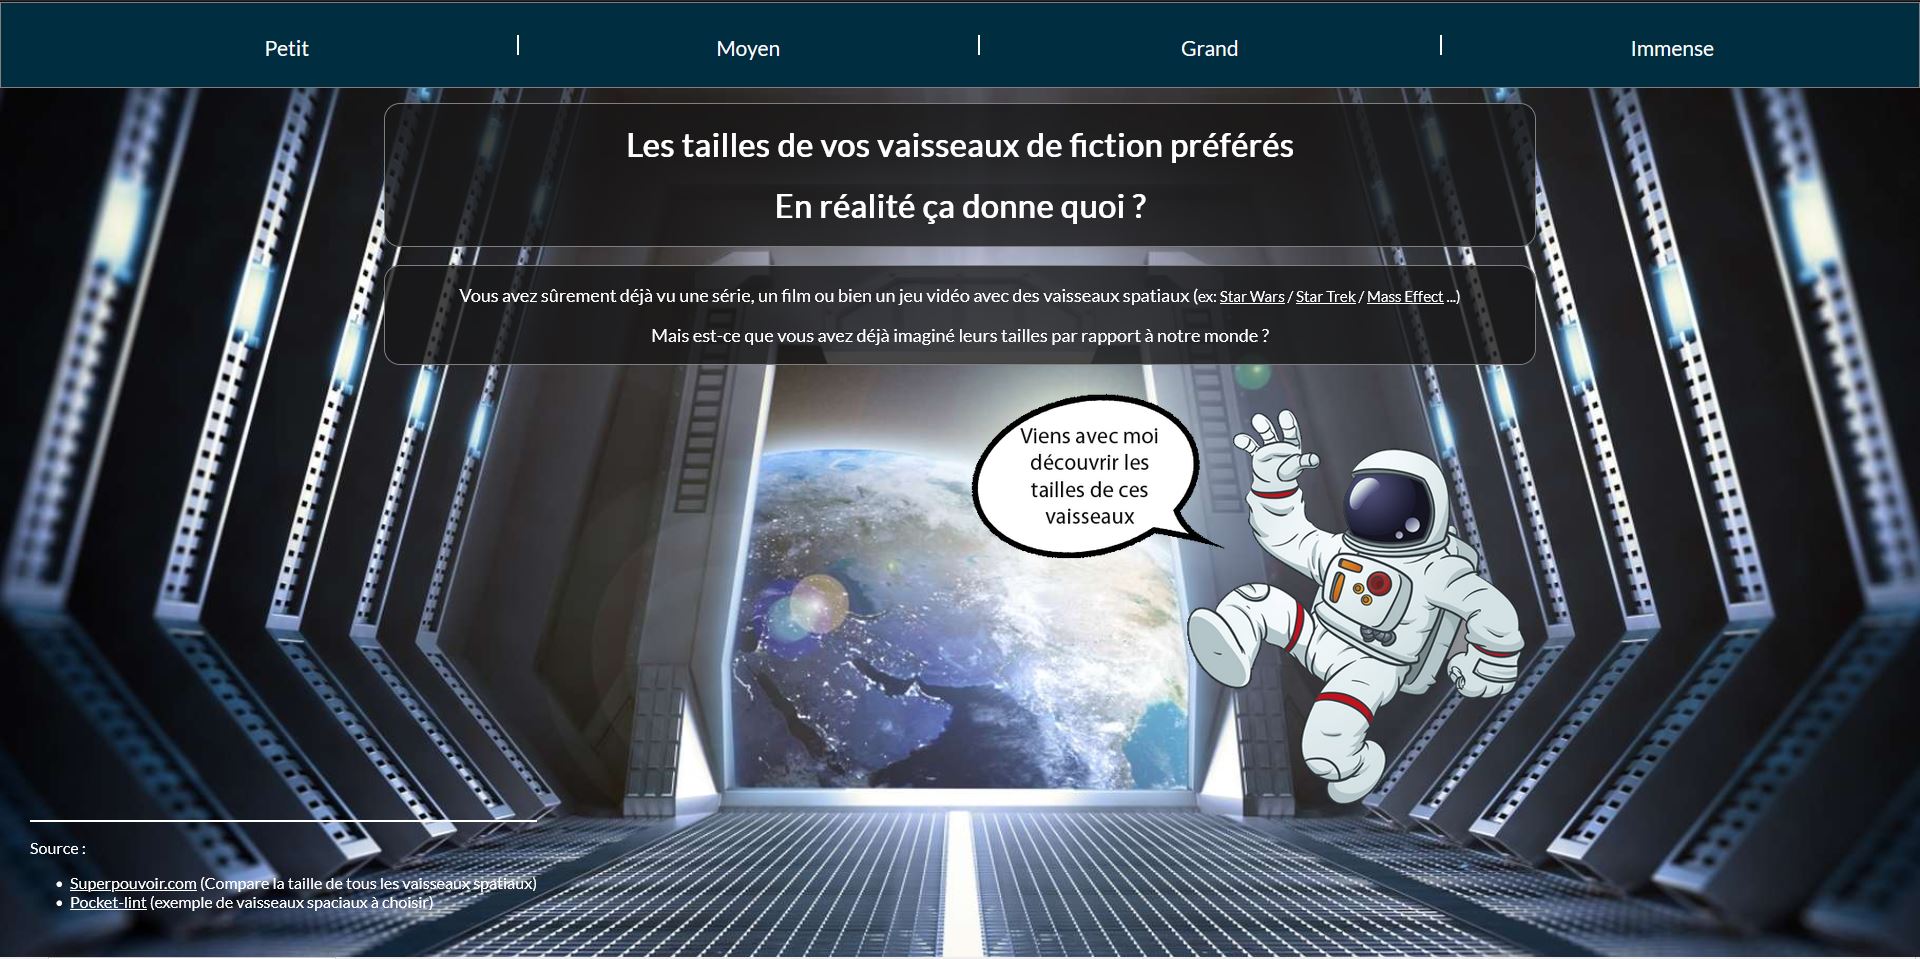 Petit
Moyen
Grand
Immense
Les tailles de vos vaisseaux de fiction préférés
En réalité ça donne quoi ?
Vous avez sûrement déjà vu une série, un film ou bien un jeu vidéo avec des vaisseaux spatiaux (ex: Star Wars / Star Trek / Mass Effect ...)
Mais est-ce que vous avez déjà imaginé leurs tailles par rapport à notre monde ?
Viens avec moi
découvrir les
tailles de ces
vaisseaux
Source :
• Superpouvoir.com (Compare la taille de tous les vaisseaux spatiaux)
• Pocket-lint (exemple de vaisseaux spaciaux à choisir)